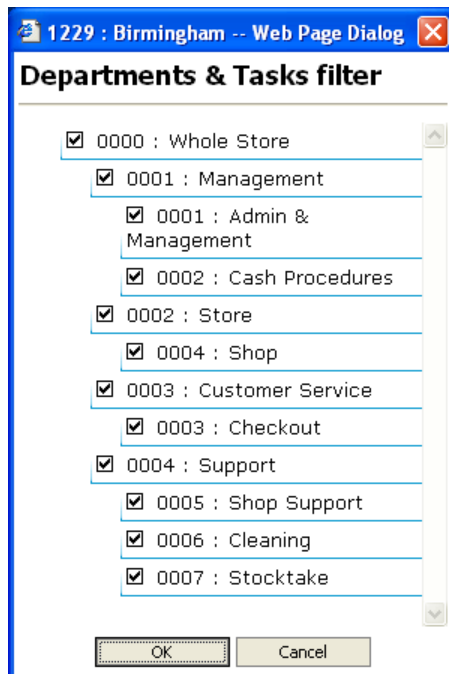 1229 : Birmingham -- Web Page Dialog
Departments & Tasks filter
0000 : Whole Store
0001 : Management
0001 : Admin &
Management
0002 : Cash Procedures
0002 : Store
0004 : Shop
0003 : Customer Service
0003 : Checkout
0004 : Support
0005 : Shop Support
0006 : Cleaning
0007 : Stocktake
OK Cancel